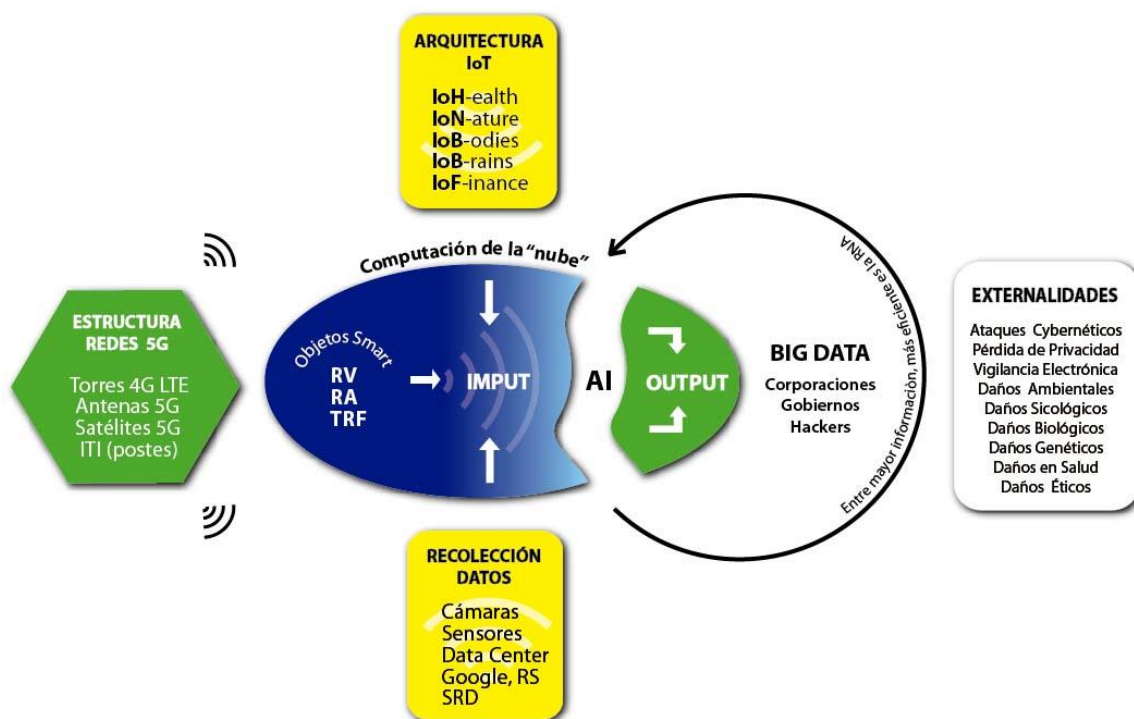 ARQUITECTURA
IoT
IoH-ealth
IoN-ature
IoB-odies
IoB-rains
IoF-inance
ESTRUCTURA
REDES 5G
Torres 4G LTE
Antenas 5G
Satélites 5G
ITI (postes)
Computación de la “nube”
Objetos Smart
RV
RA
TRF
IMPUT
AI
OUTPUT
BIG DATA
Corporaciones
Gobiernos
Hackers
Entre mayor informaciòn, más eficiente es la RNA
EXTERNALIDADES
Ataques Cybernéticos
Pérdida de Privacidad
Vigilancia Electrónica
Daños Ambientales
Daños Sicológicos
Daños Biológicos
Daños Genéticos
Daños en Salud
Daños Éticos
RECOLECCIÓN
DATOS
Cámaras
Sensores
Data Center
Google, RS
SRD